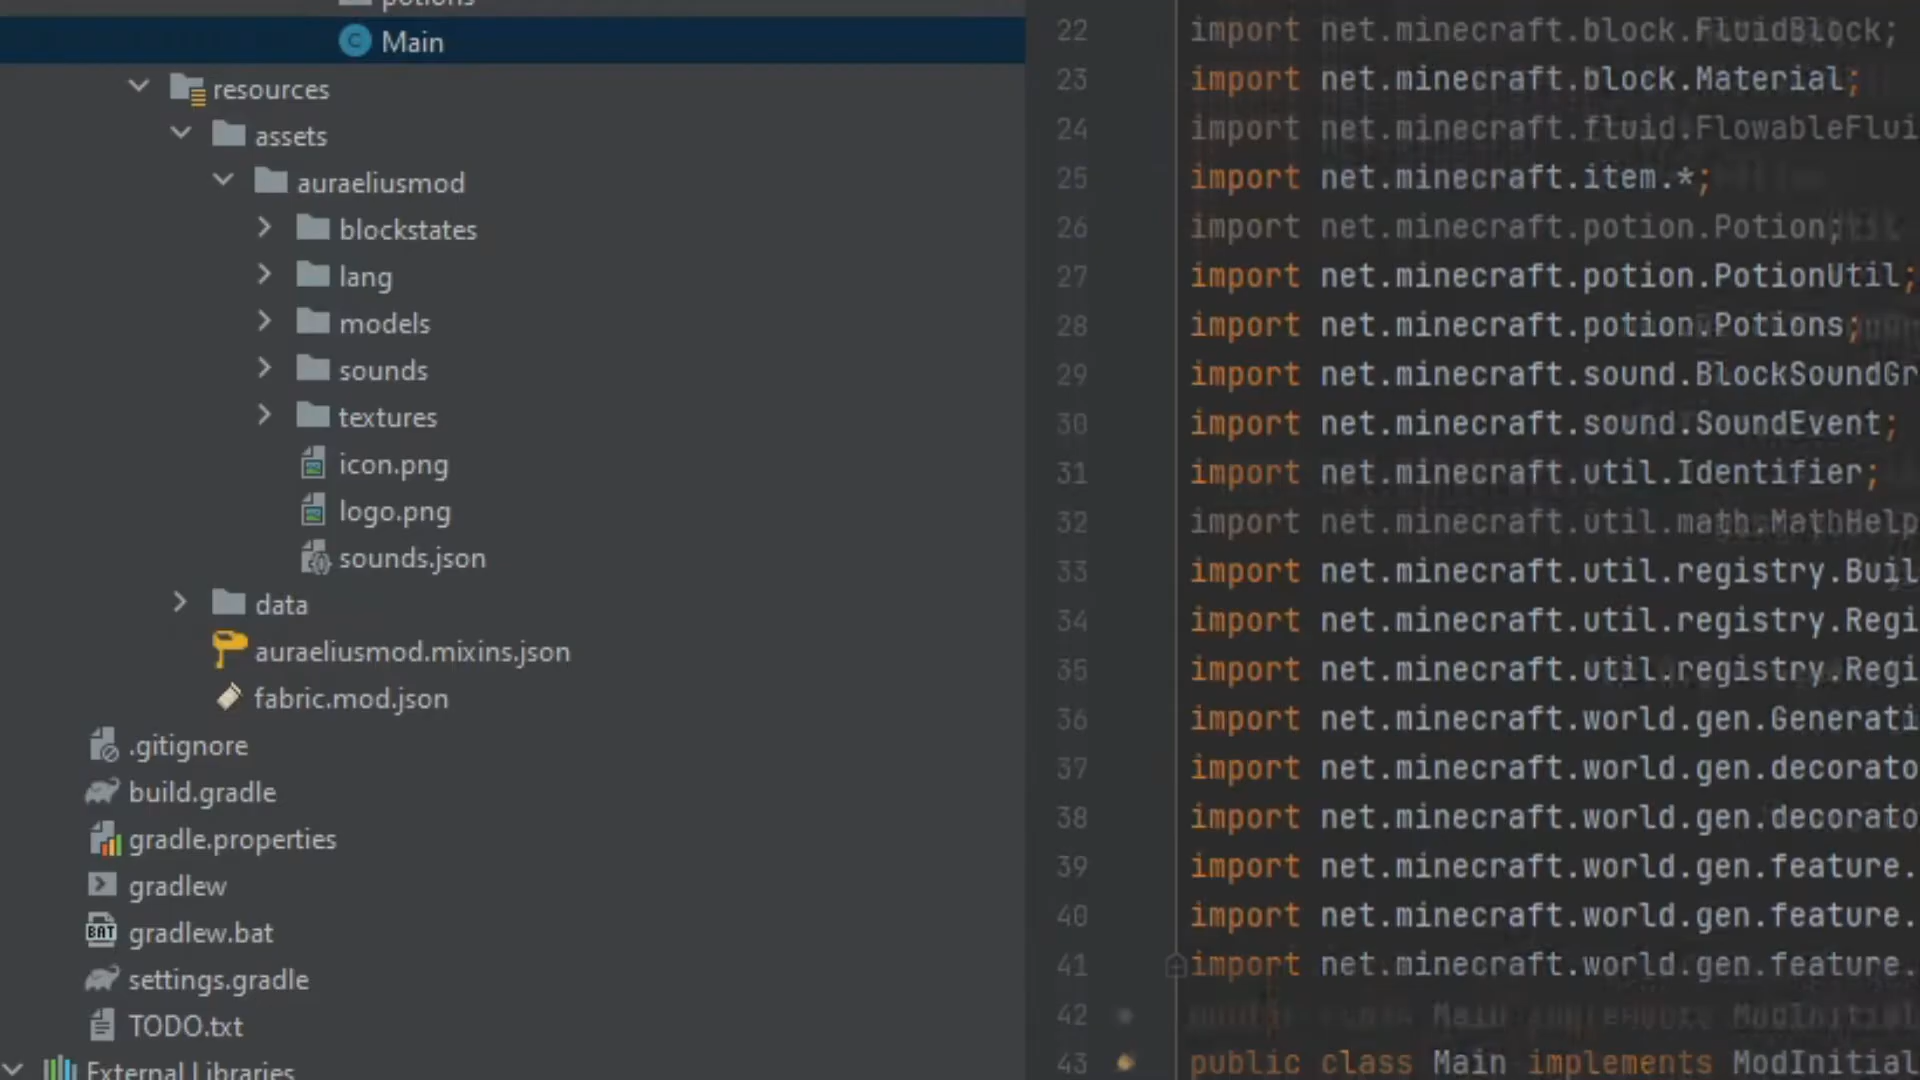 potions
Main
resources
assets
auraeliusmod
blockstates
lang
models
sounds
textures
icon.png
logo.png
sounds.json
data
auraeliusmod.mixins.json
fabric.mod.json
.gitignore
build.gradle
gradle.properties
gradlew
BAT gradlew.bat
settings.gradle
TODO.txt
External Libraries
22 import net.minecraft.block.FluidBlock;
23 import net.minecraft.block.Material;
24 import net.minecraft.fluid.FlowableFlui
25 import net.minecraft.item.*;
26 import net.minecraft.potion.Potion;
27 import net.minecraft.potion.PotionUtil;
28 import net.minecraft.potion.Potions;
29 import net.minecraft.sound.BlockSoundGr
30 import net.minecraft.sound.SoundEvent;
31 import net.minecraft.util.Identifier;
32 import net.minecraft.util.math.MathHelp
33 import net.minecraft.util.registry.Buil
34 import net.minecraft.util.registry.Regi
35 import net.minecraft.util.registry.Regi
36 import net.minecraft.world.gen.Generati
37 import net.minecraft.world.gen.decorato
38 import net.minecraft.world.gen.decorato
39 import net.minecraft.world.gen.feature.
40 import net.minecraft.world.gen.feature.
41 import net.minecraft.world.gen.feature.
42
43 public class Main implements ModInitial